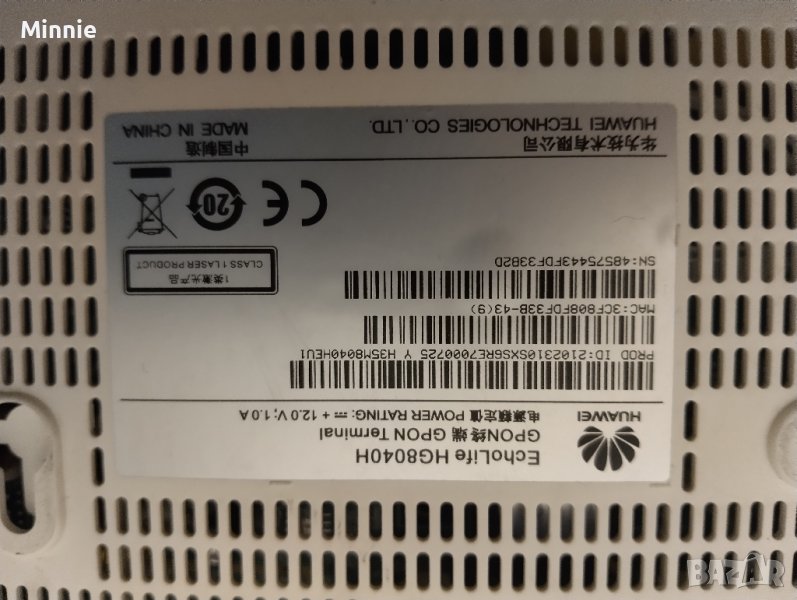 Minnie
EchoLife HG8040H
GPON终端 GPON Terminal
电源额定值 POWER RATING: ⎓ + 12.0 V; 1.0 A
HUAWEI
PROD ID:2102310SXS6RE7000725 Y H35M8040HEU1
MAC:3CF808FDF33B-43(9)
SN:48575443FDF33B2D
1类激光产品
CLASS 1 LASER PRODUCT
20
CE
华为技术有限公司
HUAWEI TECHNOLOGIES CO., LTD.
中国制造
MADE IN CHINA
BAZAR